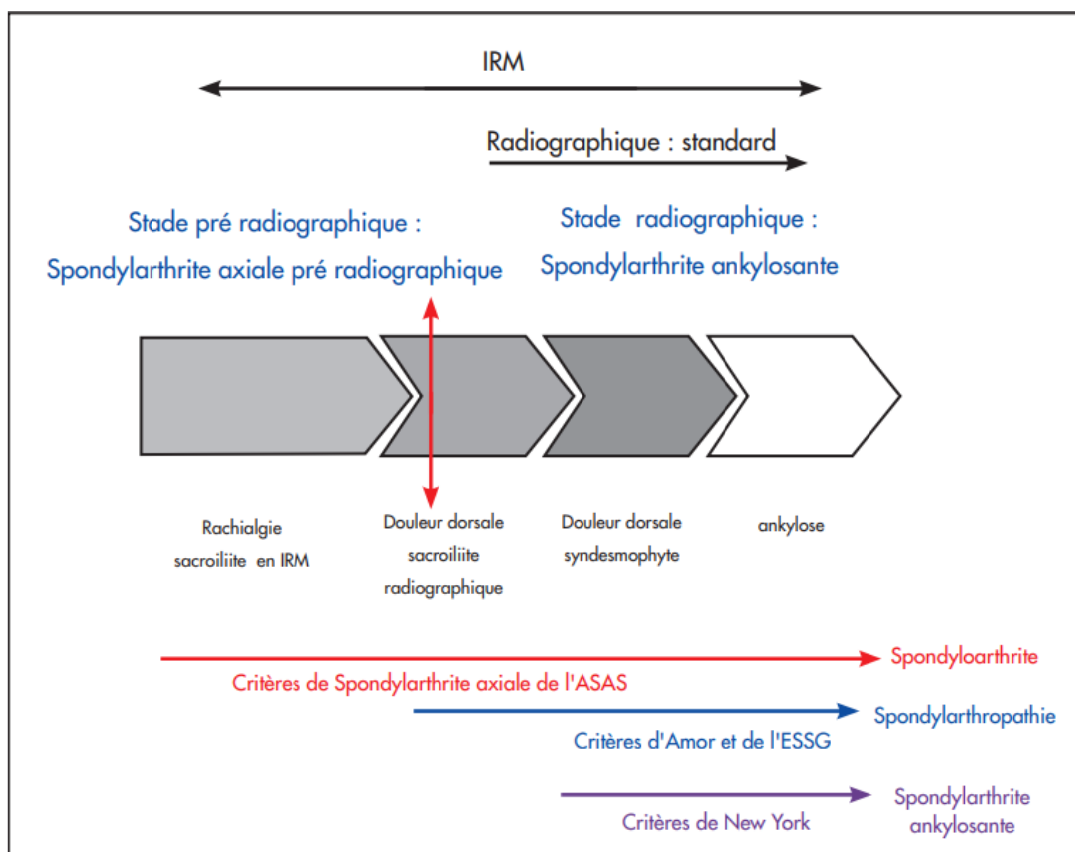 IRM
Radiographique : standard
Stade pré radiographique :
Spondylarthrite axiale pré radiographique
Stade radiographique :
Spondylarthrite ankylosante
Rachialgie
sacroiliite en IRM
Douleur dorsale
sacroiliite
radiographique
Douleur dorsale
syndesmophyte
ankylose
Critères de Spondylarthrite axiale de l'ASAS
Spondyloarthrite
Critères d'Amor et de l'ESSG
Spondylarthropathie
Critères de New York
Spondylarthrite
ankylosante